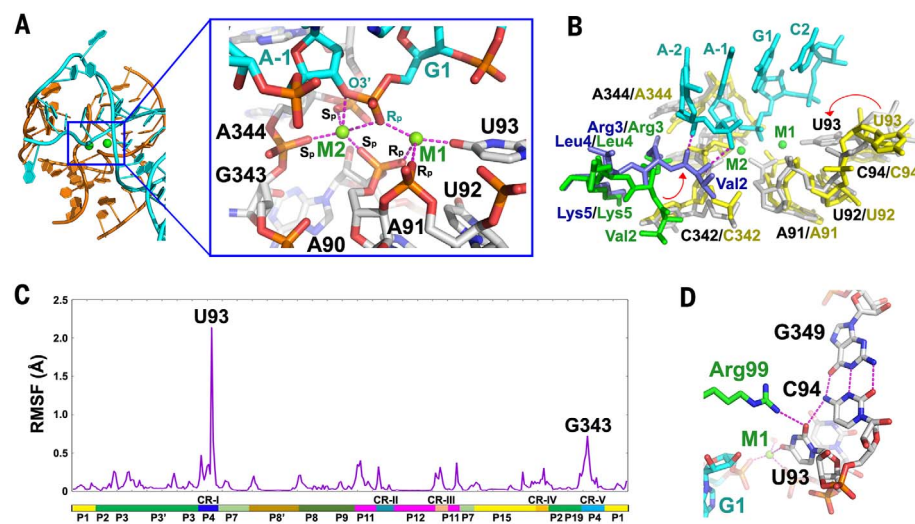 A
A-1
G1
O3'
Sp
Rp
A344
M2
Sp
Sp
Rp
M1
U93
Rp
G343
U92
A90
A91
B
A-2
A-1
G1
C2
A344/A344
Arg3/Arg3
Leu4/Leu4
U93
U93
M2
M1
Val2
C94/C94
Lys5/Lys5
U92/U92
Val2
C342/C342
A91/A91
C
RMSF (Å)
2.5
2.0
1.5
1.0
0.5
0
U93
G343
CR-I
CR-II
CR-III
CR-IV
CR-V
P1
P2
P3
P3'
P3
P4
P7
P8'
P8
P9
P11
P12
P11
P7
P15
P2
P19
P4
P1
D
G349
Arg99
C94
M1
U93
G1